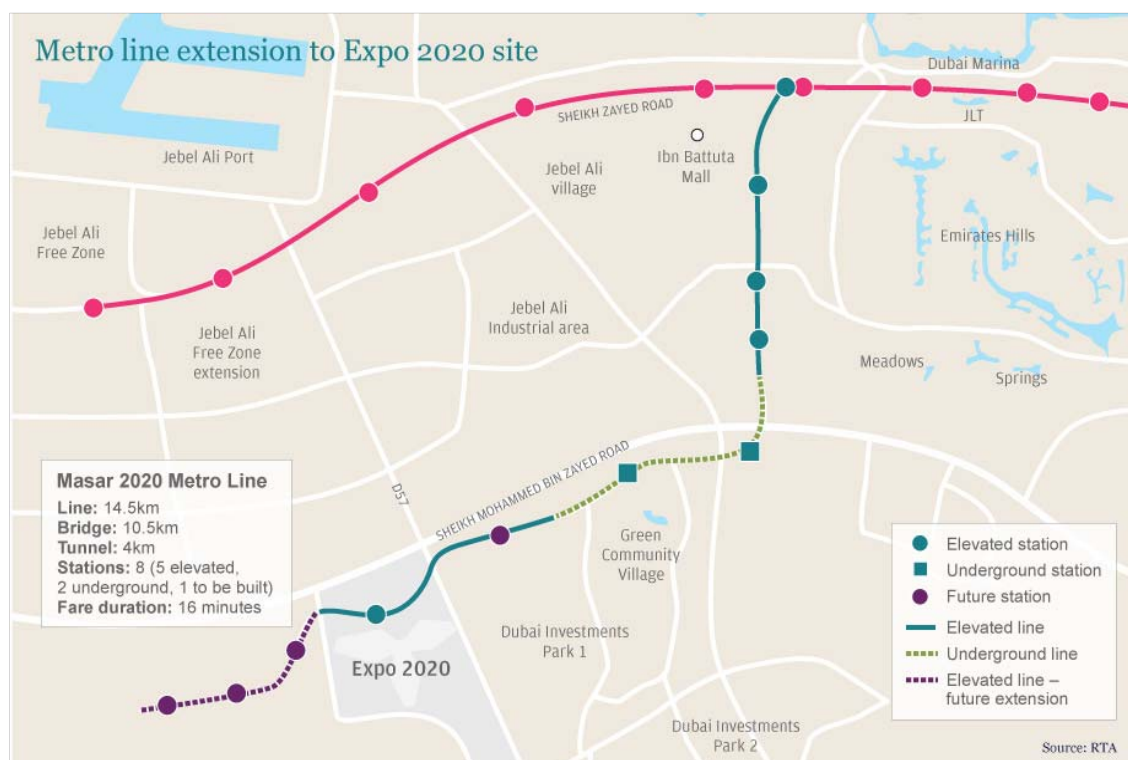 Metro line extension to Expo 2020 site
Dubai Marina
SHEIKH ZAYED ROAD
JLT
Jebel Ali Port
Ibn Battuta
Mall
Jebel Ali
village
Jebel Ali
Free Zone
Emirates Hills
Jebel Ali
Industrial area
Jebel Ali
Free Zone
extension
Meadows
Springs
SHEIKH MOHAMMED BIN ZAYED ROAD
D57
Masar 2020 Metro Line
Line: 14.5km
Bridge: 10.5km
Tunnel: 4km
Stations: 8 (5 elevated,
2 underground, 1 to be built)
Fare duration: 16 minutes
Green
Community
Village
Dubai Investments
Park 1
Expo 2020
Dubai Investments
Park 2
Elevated station
Underground station
Future station
Elevated line
Underground line
Elevated line –
future extension
Source: RTA